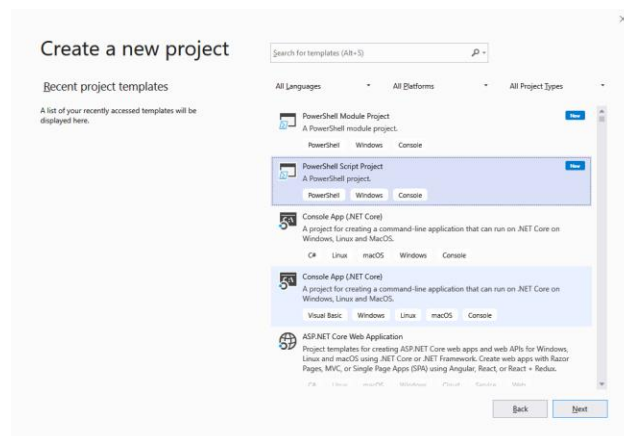 Create a new project
Search for templates (Alt+S)
Recent project templates
All Languages
All Platforms
All Project Types
A list of your recently accessed templates will be
displayed here.
PowerShell Module Project
New
A PowerShell module project.
PowerShell Windows Console
PowerShell Script Project
New
A PowerShell project.
PowerShell Windows Console
Console App (.NET Core)
A project for creating a command-line application that can run on .NET Core on
Windows, Linux and MacOS.
C# Linux macOS Windows Console
Console App (.NET Core)
A project for creating a command-line application that can run on .NET Core on
Windows, Linux and MacOS.
Visual Basic Windows Linux macOS Console
ASP.NET Core Web Application
Project templates for creating ASP.NET Core web apps and web APIs for Windows,
Linux and macOS using .NET Core or .NET Framework. Create web apps with Razor
Pages, MVC, or Single Page Apps (SPA) using Angular, React, or React + Redux.
C# Linux macOS Windows Cloud Service Web
Back
Next